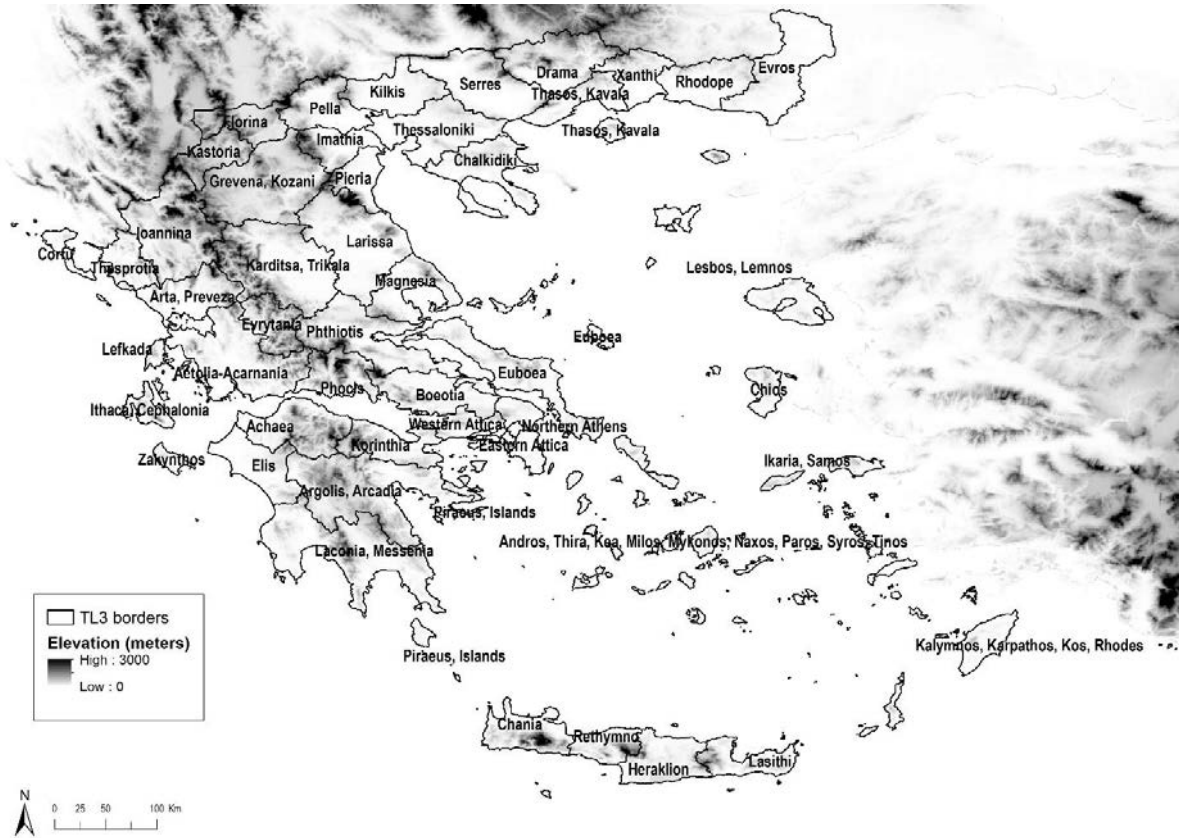 Evros
Drama
Xanthi
Rhodope
Serres
Kilkis
Thasos, Kavala
Pella
Florina
Thessaloniki
Thasos, Kavala
Imathia
Kastoria
Chalkidiki
Grevena, Kozani
Pieria
Ioannina
Larissa
Corfu
Thesprotia
Karditsa, Trikala
Lesbos, Lemnos
Magnesia
Arta, Preveza
Evrytania
Phthiotis
Euboea
Lefkada
Aetolia-Acarnania
Euboea
Phocis
Boeotia
Chios
Ithaca, Cephalonia
Achaea
Western Attica
Northern Athens
Korinthia
Eastern Attica
Zakynthos
Elis
Ikaria, Samos
Argolis, Arcadia
Piraeus, Islands
Andros, Thira, Kea, Milos, Mykonos, Naxos, Paros, Syros, Tinos
Laconia, Messenia
Kalymnos, Karpathos, Kos, Rhodes
Piraeus, Islands
Chania
Rethymno
Heraklion
Lasithi
TL3 borders
Elevation (meters)
High : 3000
Low : 0
N
0 25 50 100 Km